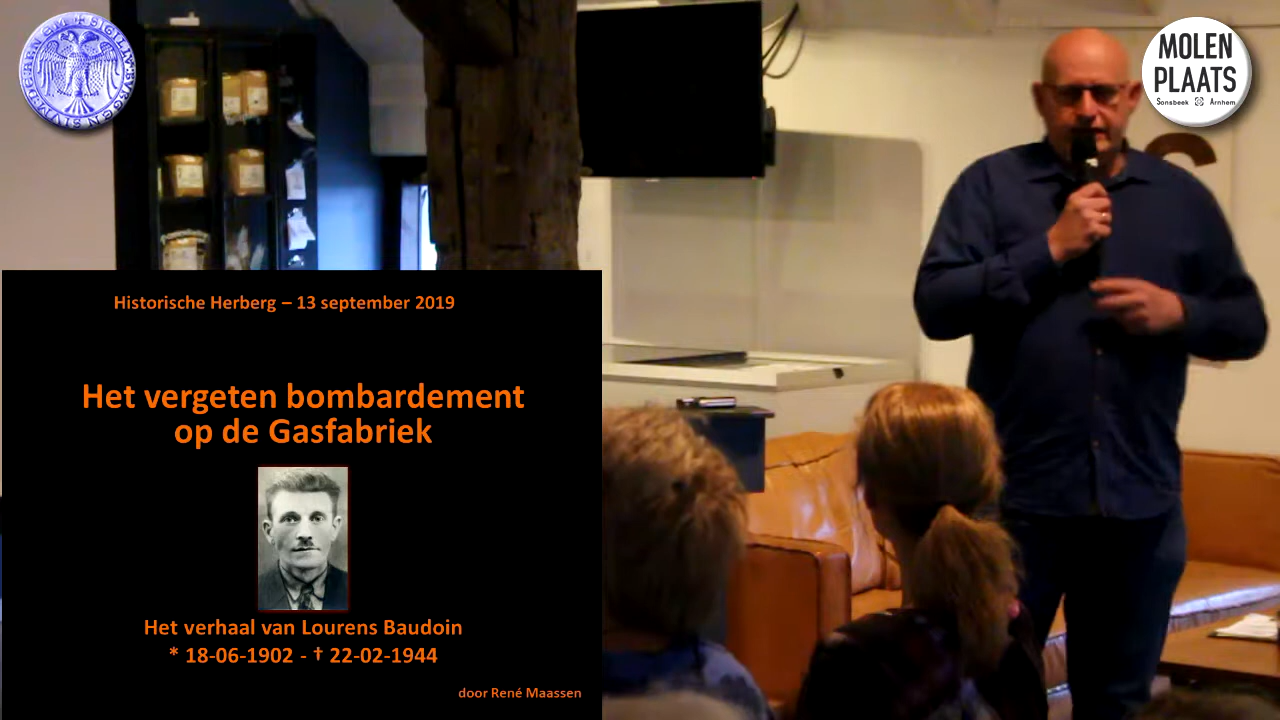 MOLEN
PLAATS
Sonsbeek Arnhem
Historische Herberg – 13 september 2019
Het vergeten bombardement
op de Gasfabriek
Het verhaal van Lourens Baudoin
* 18-06-1902 - † 22-02-1944
door René Maassen